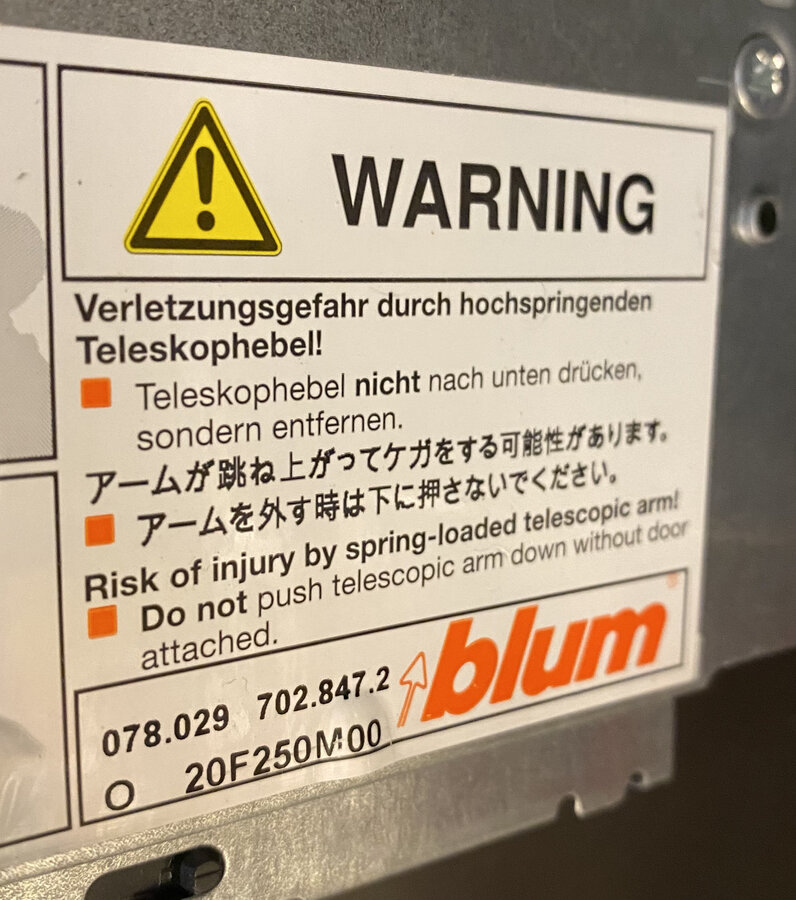 WARNING
Verletzungsgefahr durch hochspringenden
Teleskophebel!
Teleskophebel nicht nach unten drücken,
sondern entfernen.
アームが跳ね上がってケガをする可能性があります。
アームを外す時は下に押さないでください。
Risk of injury by spring-loaded telescopic arm!
Do not push telescopic arm down without door
attached.
078.029 702.847.2
O 20F250M00
blum®